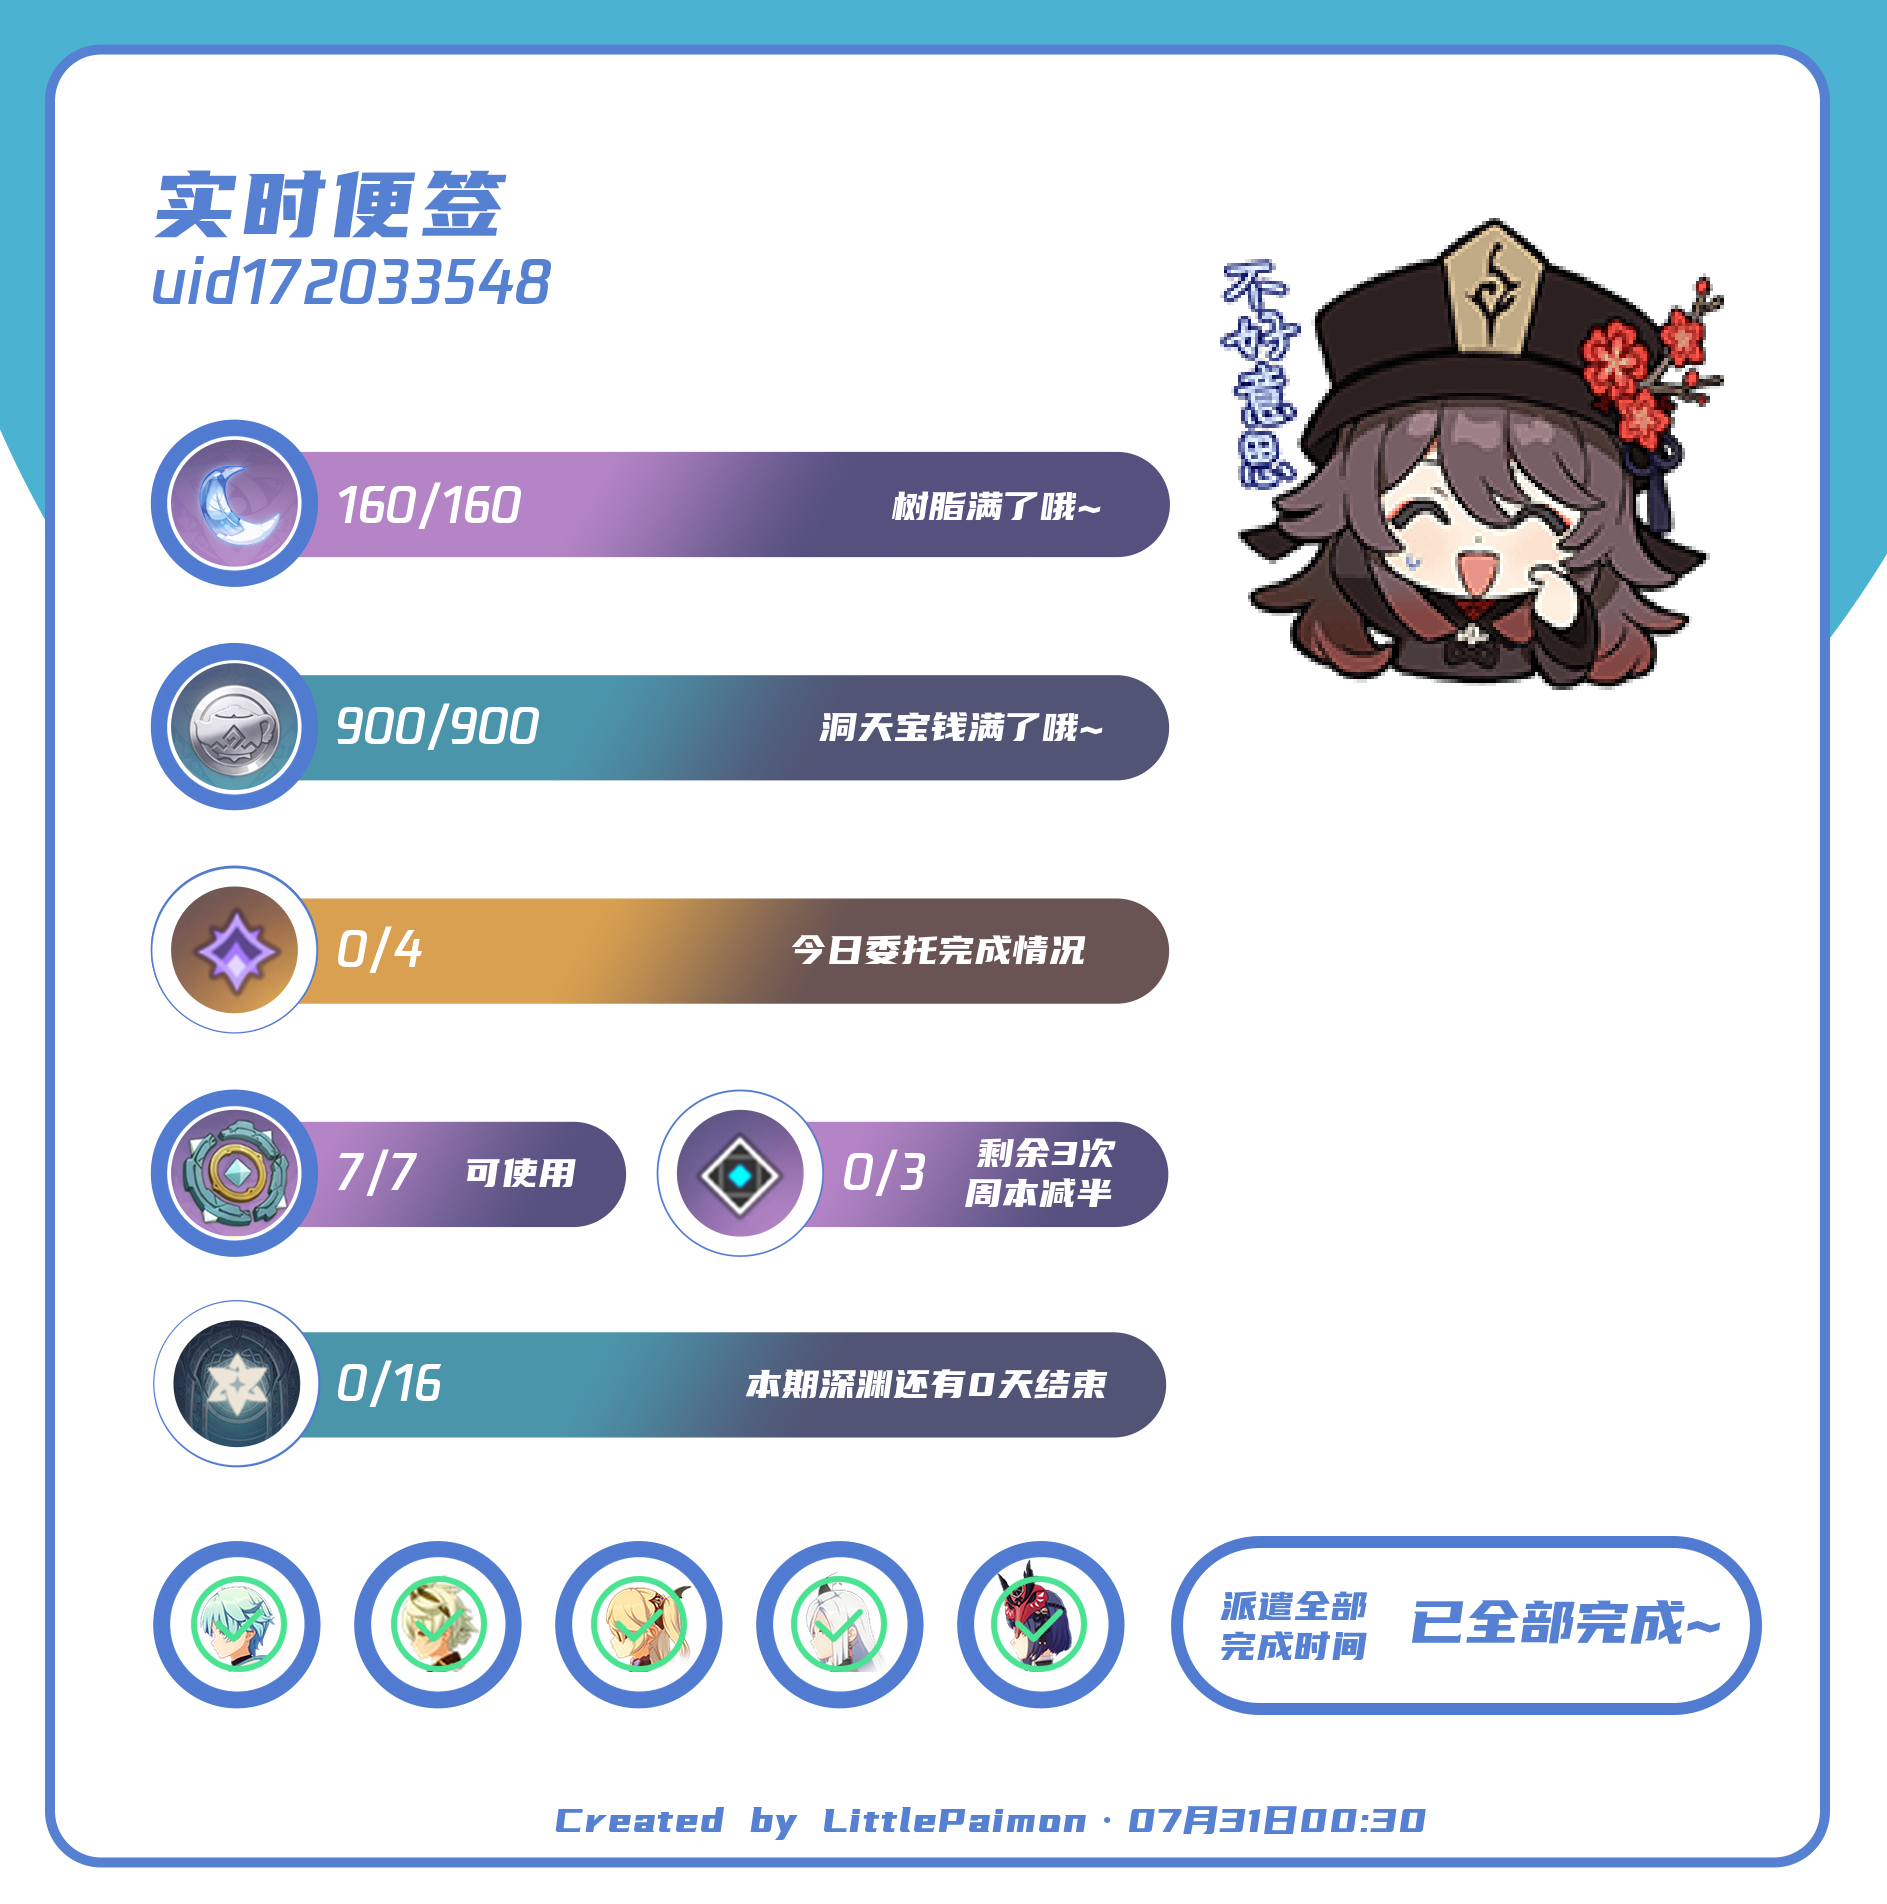 实时便签
uid172033548
不好意思
160/160 树脂满了哦~
900/900 洞天宝钱满了哦~
0/4 今日委托完成情况
7/7 可使用
0/3 剩余3次
周本减半
0/16 本期深渊还有0天结束
派遣全部
完成时间
已全部完成~
Created by LittlePaimon · 07月31日00:30